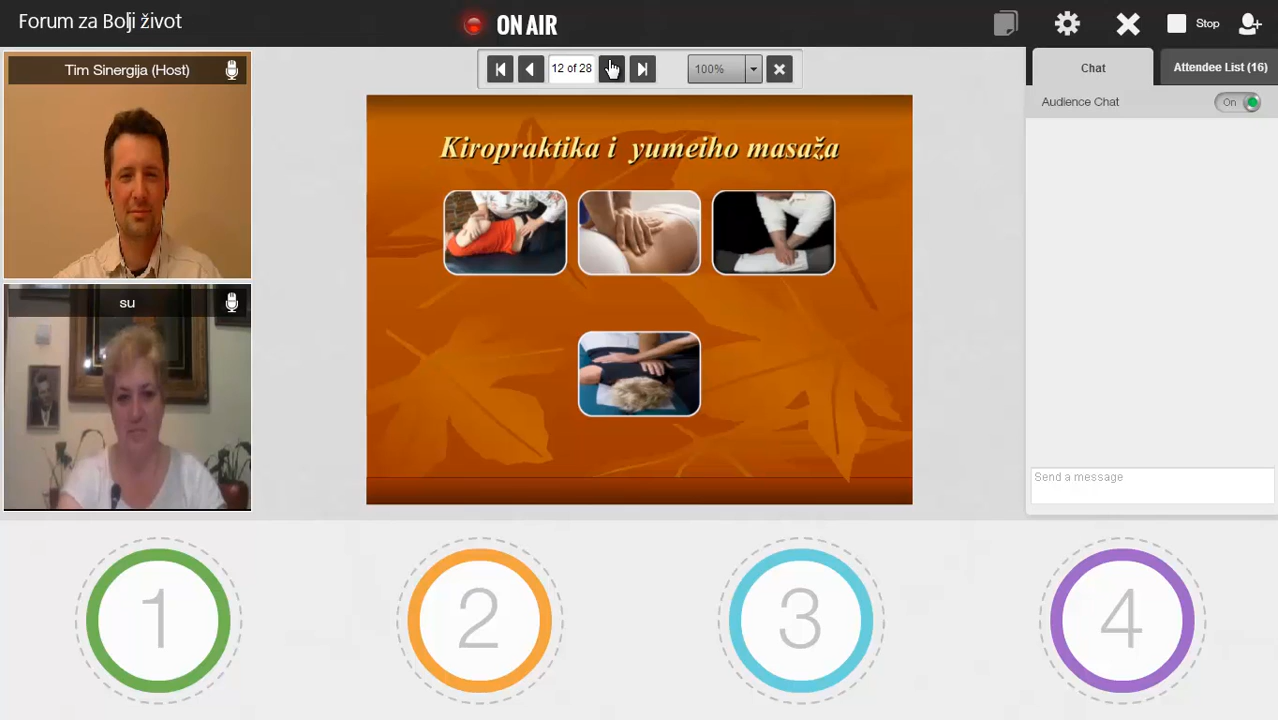 Forum za Bolji život
ON AIR
Stop
Tim Sinergija (Host)
su
12 of 28
100%
Kiropraktika i yumeiho masaža
Chat
Attendee List (16)
Audience Chat
On
Send a message
1
2
3
4